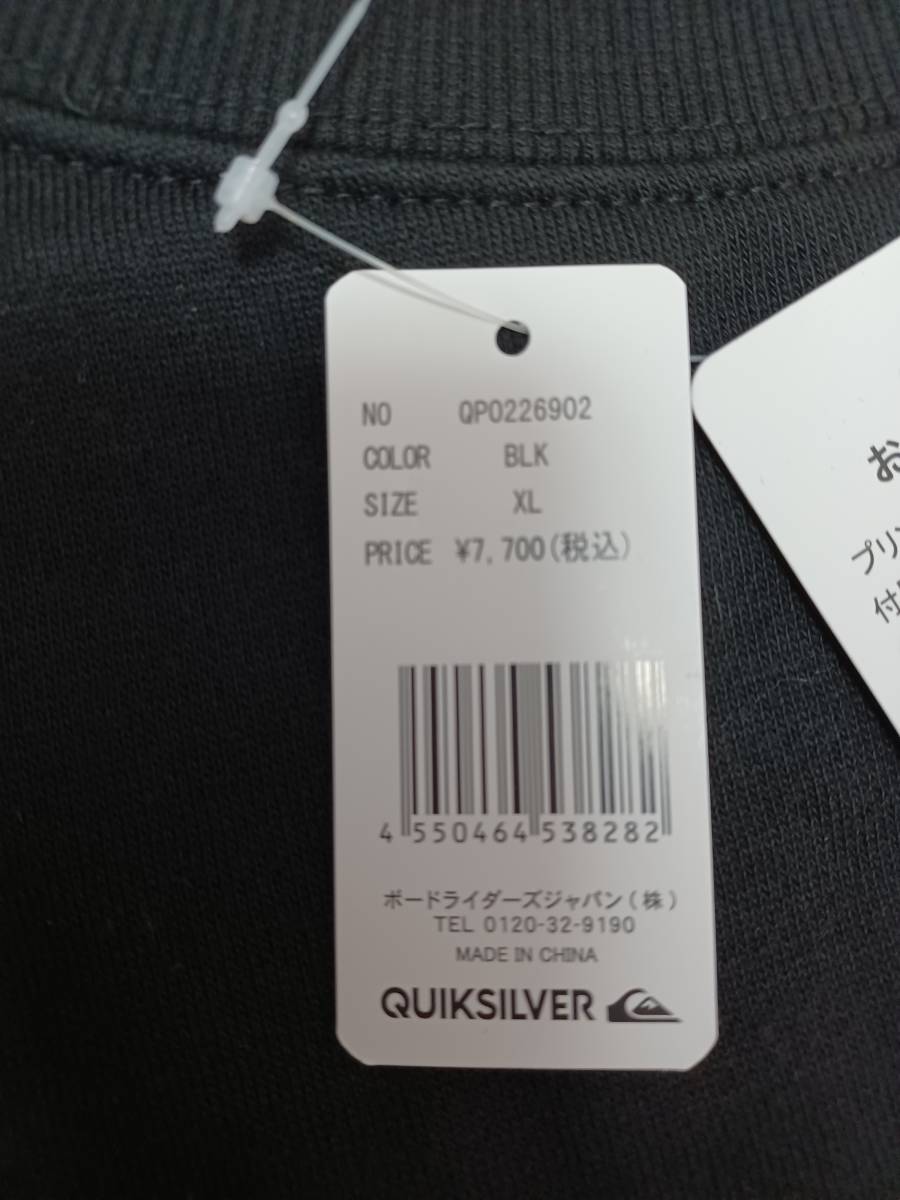 NO QPO226902
COLOR BLK
SIZE XL
PRICE ¥7,700(税込)
4 550464 538282
ボードライダーズジャパン(株)
TEL 0120-32-9190
MADE IN CHINA
QUIKSILVER
お
プリ
付